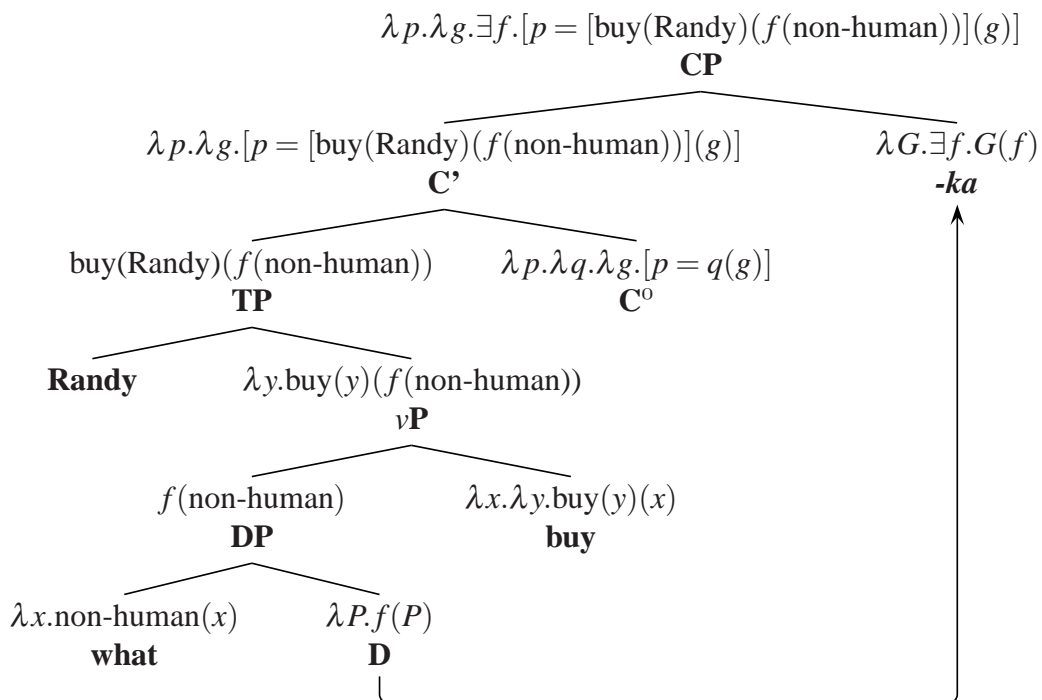 λp.λg.∃f.[p = [buy(Randy)(f(non-human))](g)]
CP
λp.λg.[p = [buy(Randy)(f(non-human))](g)] λG.∃f.G(f)
C’ -ka
buy(Randy)(f(non-human)) λp.λq.λg.[p = q(g)]
TP C⁰
Randy λy.buy(y)(f(non-human))
vP
f(non-human) λx.λy.buy(y)(x)
DP buy
λx.non-human(x) λP.f(P)
what D